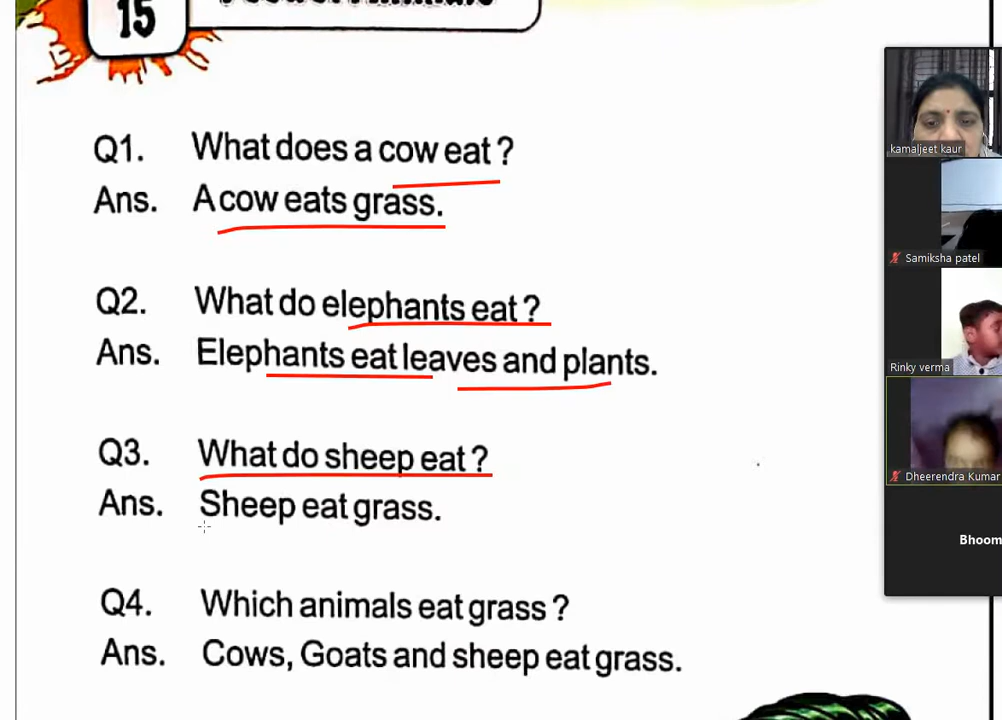 15
Q1. What does a cow eat ?
Ans. A cow eats grass.
Q2. What do elephants eat ?
Ans. Elephants eat leaves and plants.
Q3. What do sheep eat ?
Ans. Sheep eat grass.
Q4. Which animals eat grass ?
Ans. Cows, Goats and sheep eat grass.
kamaljeet kaur
Samiksha patel
Rinky verma
Dheerendra Kumar
Bhoom